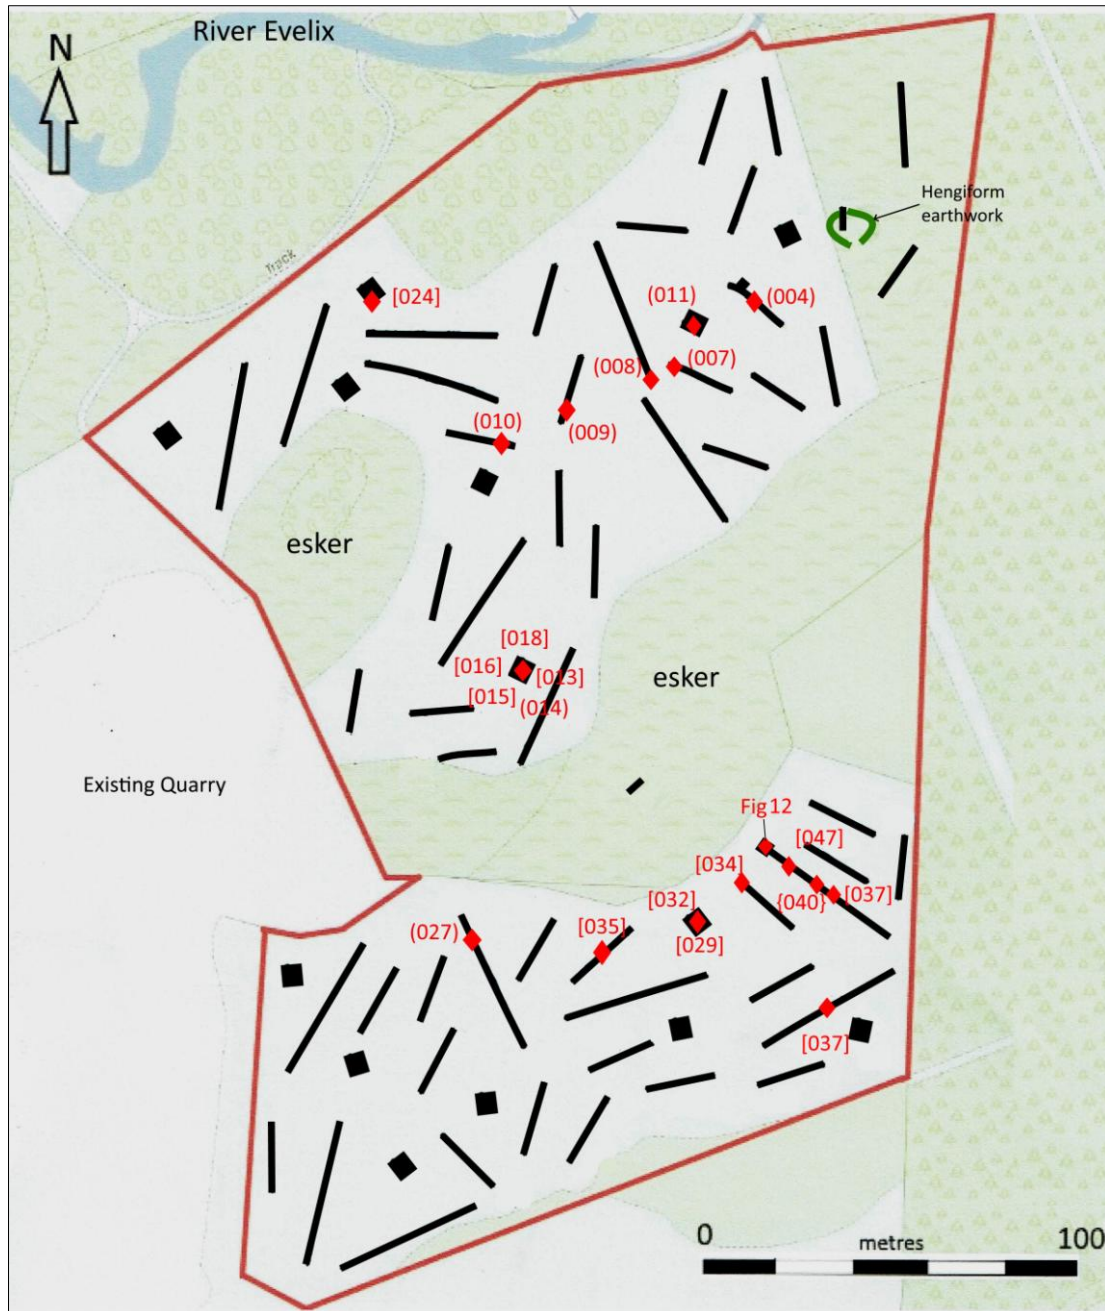 River Evelix
N
Hengiform
earthwork
Track
[024]
(011)
(004)
(008)
(007)
(010)
(009)
esker
[018]
[016]
[013]
[015]
(014)
esker
Existing Quarry
Fig 12
[047]
[034]
{040}
[037]
[032]
(027)
[035]
[029]
[037]
0
metres
100